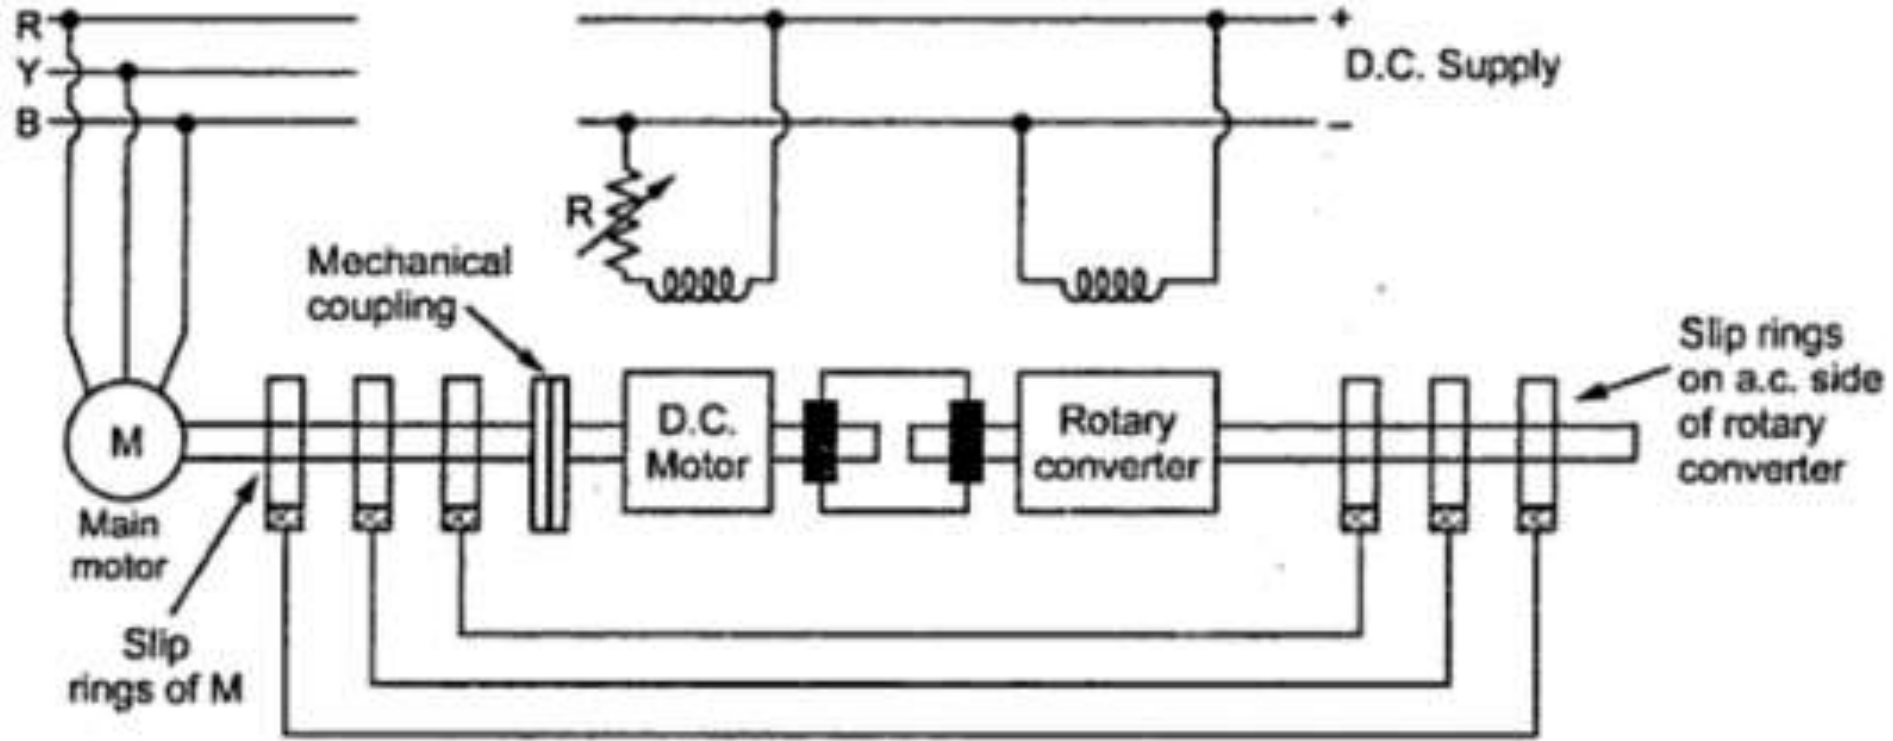 R
Y
B
+
D.C. Supply
–
R
Mechanical
coupling
Slip rings
on a.c. side
of rotary
converter
M
D.C.
Motor
Rotary
converter
Main
motor
Slip
rings of M